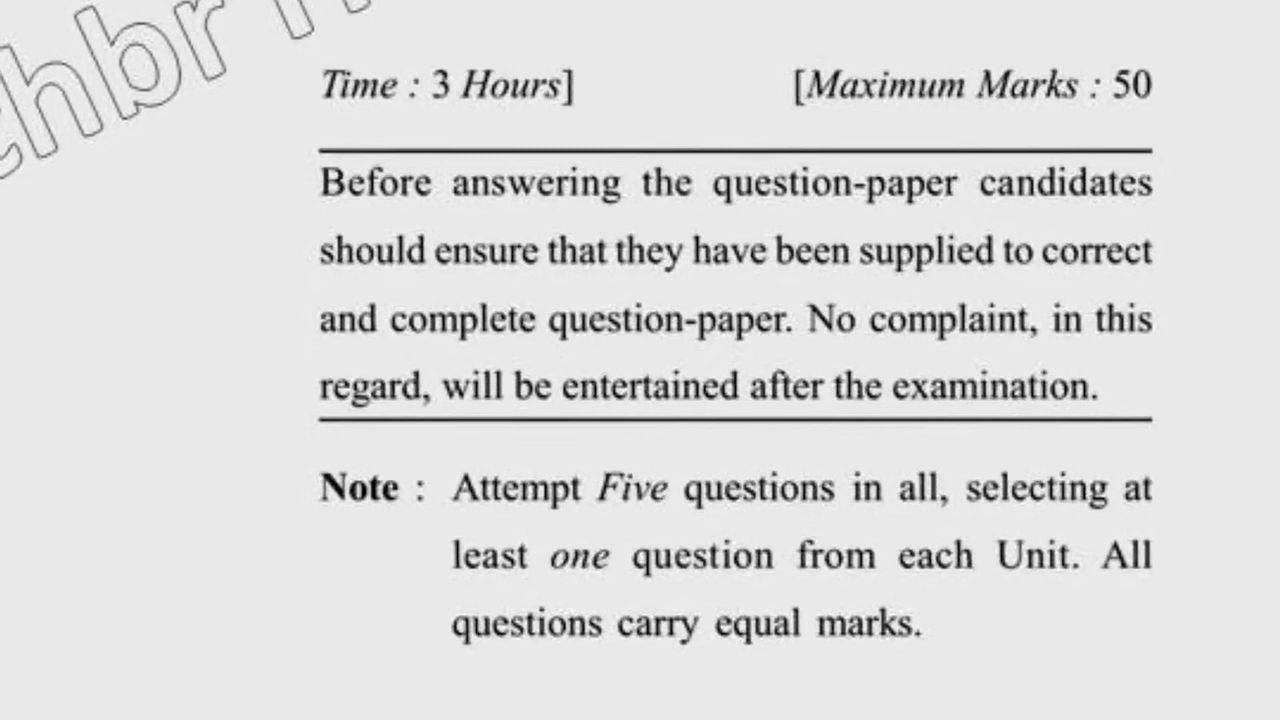 Time : 3 Hours] [Maximum Marks : 50
Before answering the question-paper candidates
should ensure that they have been supplied to correct
and complete question-paper. No complaint, in this
regard, will be entertained after the examination.
Note : Attempt Five questions in all, selecting at
least one question from each Unit. All
questions carry equal marks.